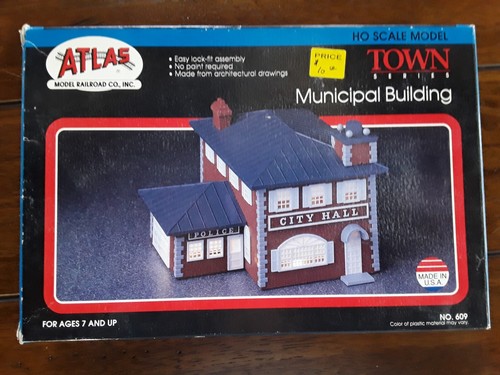 ATLAS
MODEL RAILROAD CO., INC.
• Easy lock-fit assembly
• No paint required
• Made from architectural drawings
PRICE
HO SCALE MODEL
TOWN
SERIES
Municipal Building
POLICE
CITY HALL
MADE IN
U.S.A.
FOR AGES 7 AND UP
NO. 609
Color of plastic material may vary.